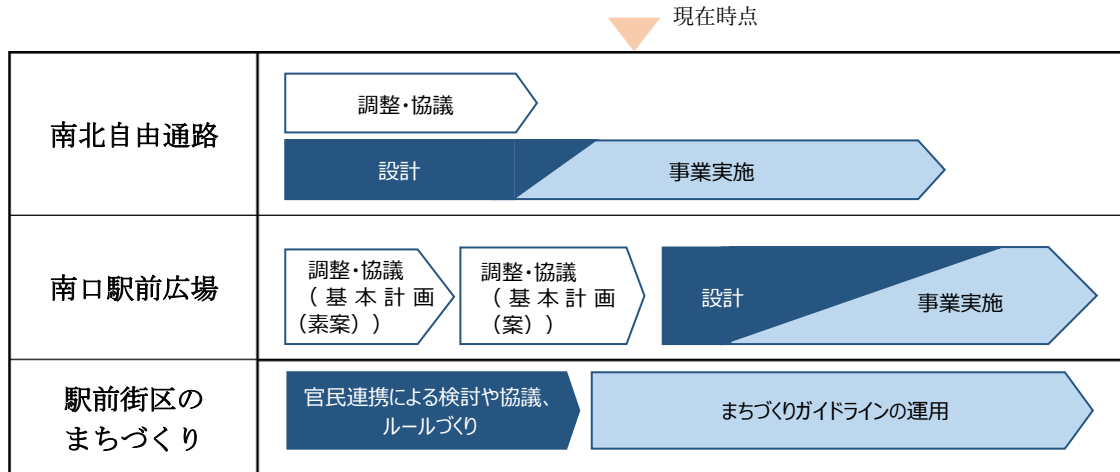 現在時点
南北自由通路
調整・協議
設計
事業実施
南口駅前広場
調整・協議
（基本計画
（素案））
調整・協議
（基本計画
（案））
設計
事業実施
駅前街区の
まちづくり
官民連携による検討や協議、
ルールづくり
まちづくりガイドラインの運用